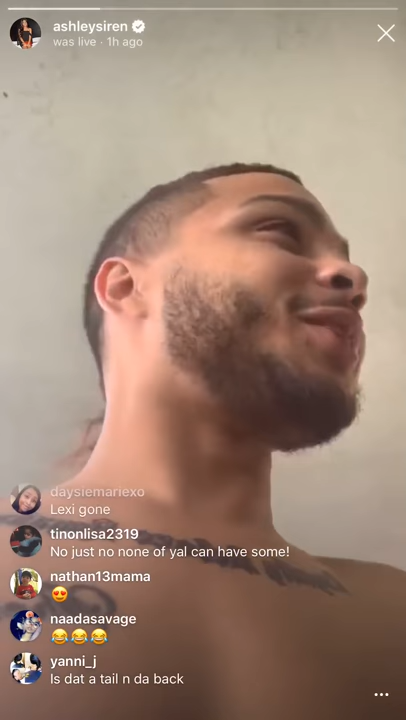 ashleysiren
was live · 1h ago
daysiemariexo
Lexi gone
tinonlisa2319
No just no none of yal can have some!
nathan13mama
😍
naadasavage
😂😂😂
yanni_j
Is dat a tail n da back